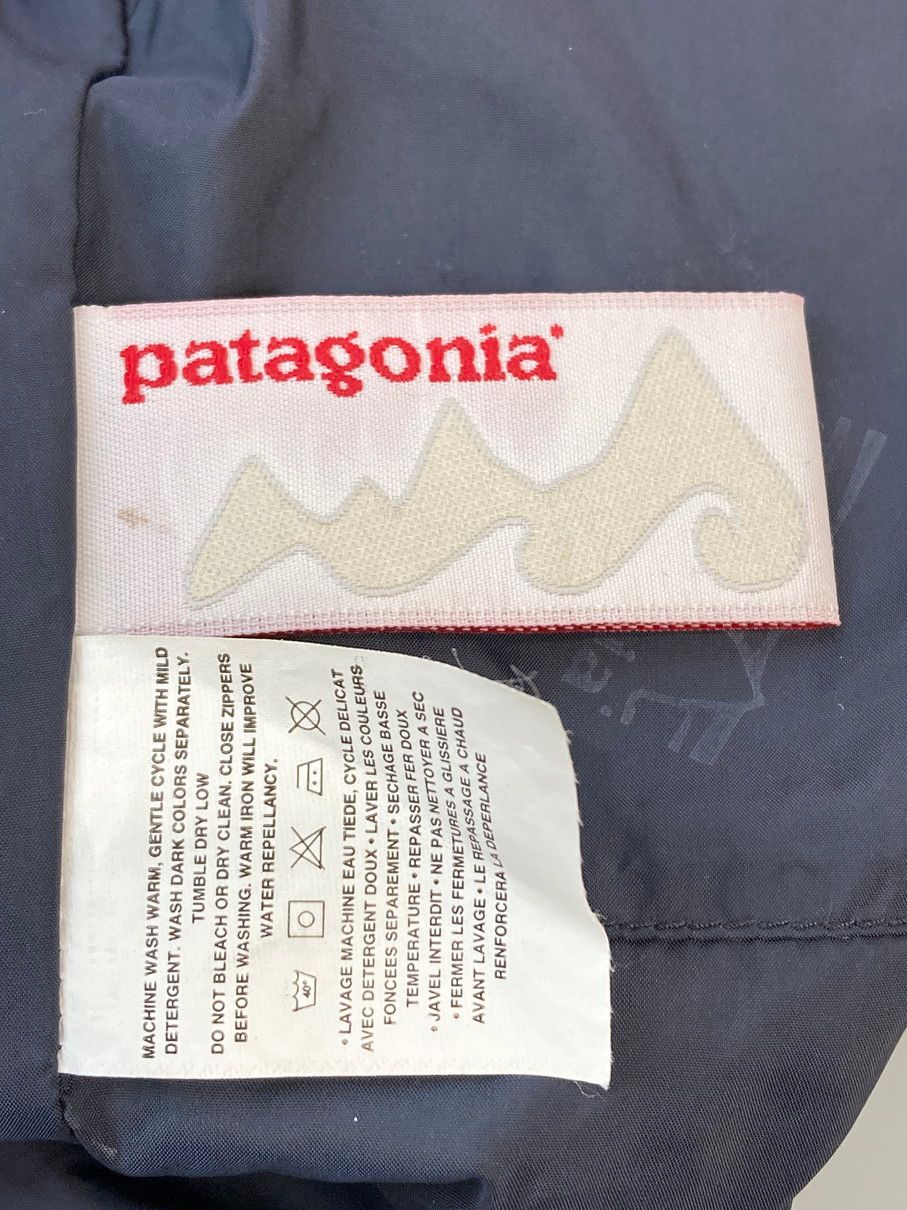 patagonia
MACHINE WASH WARM, GENTLE CYCLE WITH MILD
DETERGENT. WASH DARK COLORS SEPARATELY.
TUMBLE DRY LOW
DO NOT BLEACH OR DRY CLEAN. CLOSE ZIPPERS
BEFORE WASHING. WARM IRON WILL IMPROVE
WATER REPELLANCY.
40°
• LAVAGE MACHINE EAU TIEDE, CYCLE DELICAT
AVEC DETERGENT DOUX • LAVER LES COULEURS
FONCEES SEPAREMENT • SECHAGE BASSE
TEMPERATURE • REPASSER FER DOUX
• JAVEL INTERDIT • NE PAS NETTOYER A SEC
• FERMER LES FERMETURES A GLISSIERE
AVANT LAVAGE • LE REPASSAGE A CHAUD
RENFORCERA LA DEPERLANCE